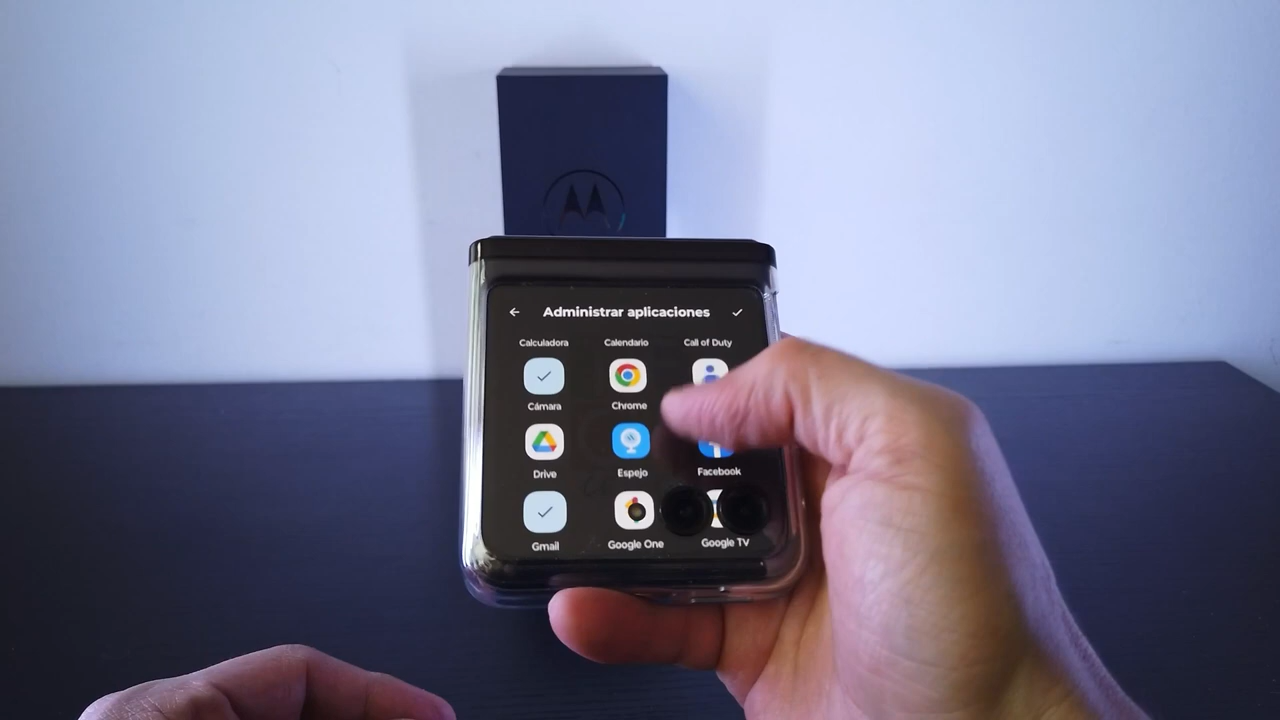 Administrar aplicaciones
Calculadora Calendario Call of Duty
Cámara Chrome
Drive Espejo Facebook
Gmail Google One Google TV